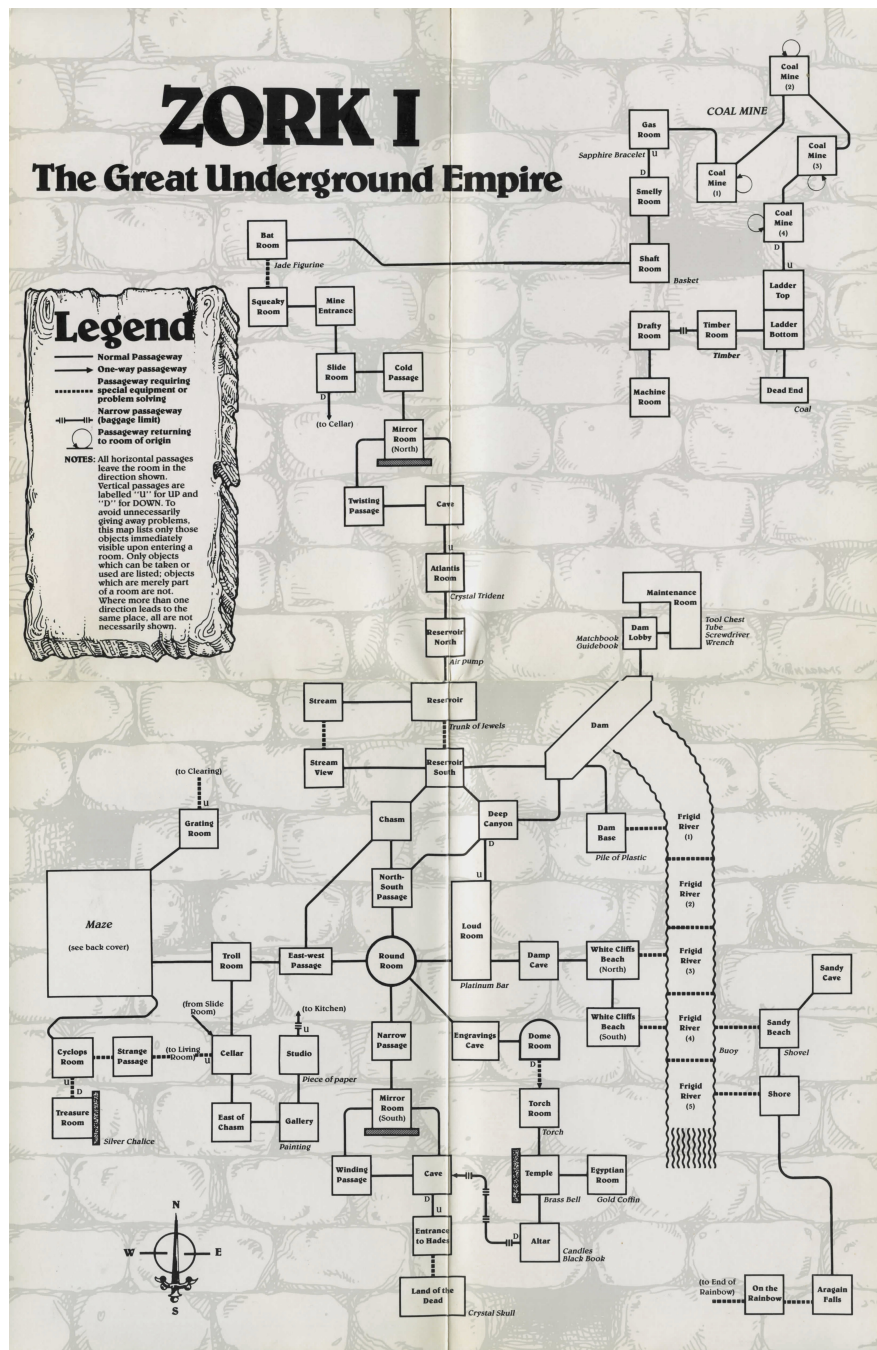 ZORK I
The Great Underground Empire
COAL MINE
Coal
Mine
(2)
Gas
Room
Sapphire Bracelet
U
D
Coal
Mine
(3)
Coal
Mine
(1)
Smelly
Room
Coal
Mine
(4)
D
U
Bat
Room
Jade Figurine
Shaft
Room
Basket
Ladder
Top
Squeaky
Room
Mine
Entrance
Drafty
Room
Timber
Room
Timber
Ladder
Bottom
Slide
Room
D
(to Cellar)
Cold
Passage
Machine
Room
Dead End
Coal
Legend
Normal Passageway
One-way passageway
Passageway requiring
special equipment or
problem solving
Narrow passageway
(baggage limit)
Passageway returning
to room of origin
NOTES: All horizontal passages
leave the room in the
direction shown.
Vertical passages are
labelled "U" for UP and
"D" for DOWN. To
avoid unnecessarily
giving away problems,
this map lists only those
objects immediately
visible upon entering a
room. Only objects
which can be taken or
used are listed; objects
which are merely part
of a room are not.
Where more than one
direction leads to the
same place, all are not
necessarily shown.
Mirror
Room
(North)
Twisting
Passage
Cave
U
Atlantis
Room
Crystal Trident
Reservoir
North
Air pump
Maintenance
Room
Dam
Lobby
Matchbook
Guidebook
Tool Chest
Tube
Screwdriver
Wrench
Stream
Reservoir
Trunk of Jewels
Dam
Stream
View
Reservoir
South
(to Clearing)
U
Grating
Room
Chasm
Deep
Canyon
D
Dam
Base
Pile of Plastic
Frigid
River
(1)
North-
South
Passage
U
Frigid
River
(2)
Maze
(see back cover)
Loud
Room
Platinum Bar
Troll
Room
East-west
Passage
Round
Room
Damp
Cave
White Cliffs
Beach
(North)
Frigid
River
(3)
Sandy
Cave
(from Slide
Room)
(to Kitchen)
U
White Cliffs
Beach
(South)
Frigid
River
(4)
Buoy
Sandy
Beach
Shovel
Cyclops
Room
U
D
Strange
Passage
(to Living
Room)
U
Cellar
Studio
Piece of paper
Narrow
Passage
Engravings
Cave
Dome
Room
D
Frigid
River
(5)
Shore
Treasure
Room
Silver Chalice
East of
Chasm
Gallery
Painting
Mirror
Room
(South)
Torch
Room
Torch
Winding
Passage
Cave
D
U
Temple
Brass Bell
Egyptian
Room
Gold Coffin
Entrance
to Hades
D
Altar
Candles
Black Book
Land of the
Dead
Crystal Skull
(to End of
Rainbow)
On the
Rainbow
Aragain
Falls
N
W
E
S